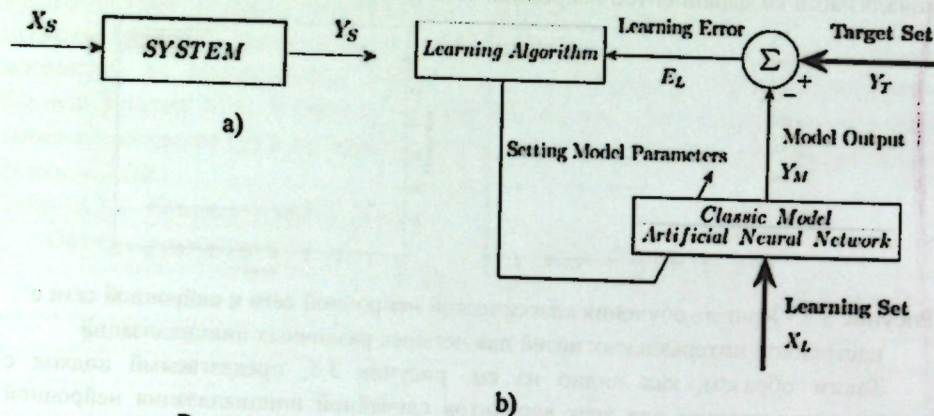 X_S
SYSTEM
Y_S
a)
Learning Algorithm
Learning Error
E_L
Σ
Target Set
Y_T
+
−
Setting Model Parameters
Model Output
Y_M
Classic Model
Artificial Neural Network
Learning Set
X_L
b)